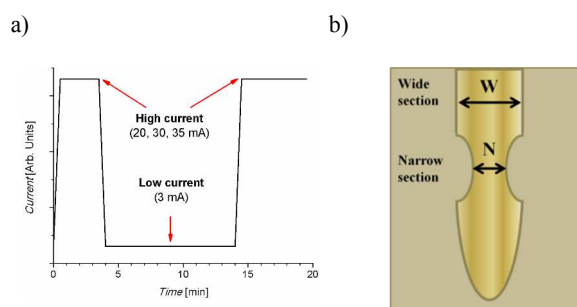 a)
b)
Current [Arb. Units]
High current
(20, 30, 35 mA)
Low current
(3 mA)
0
5
10
15
20
Time [min]
Wide
section
W
Narrow
section
N